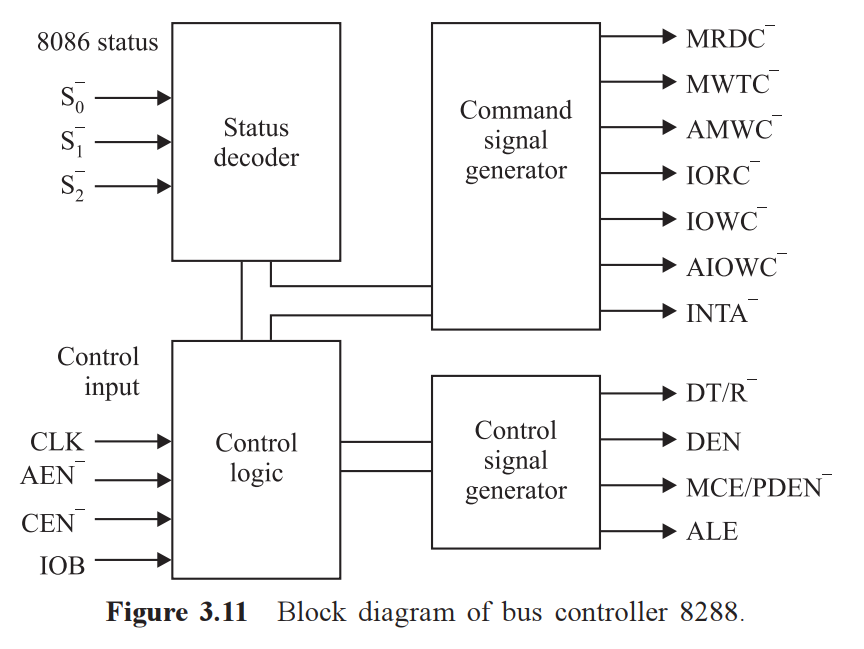 8086 status
S₀¯
S₁¯
S₂¯
Status
decoder
Command
signal
generator
MRDC¯
MWTC¯
AMWC¯
IORC¯
IOWC¯
AIOWC¯
INTA¯
Control
input
CLK
AEN¯
CEN¯
IOB
Control
logic
Control
signal
generator
DT/R¯
DEN
MCE/PDEN¯
ALE
Figure 3.11 Block diagram of bus controller 8288.